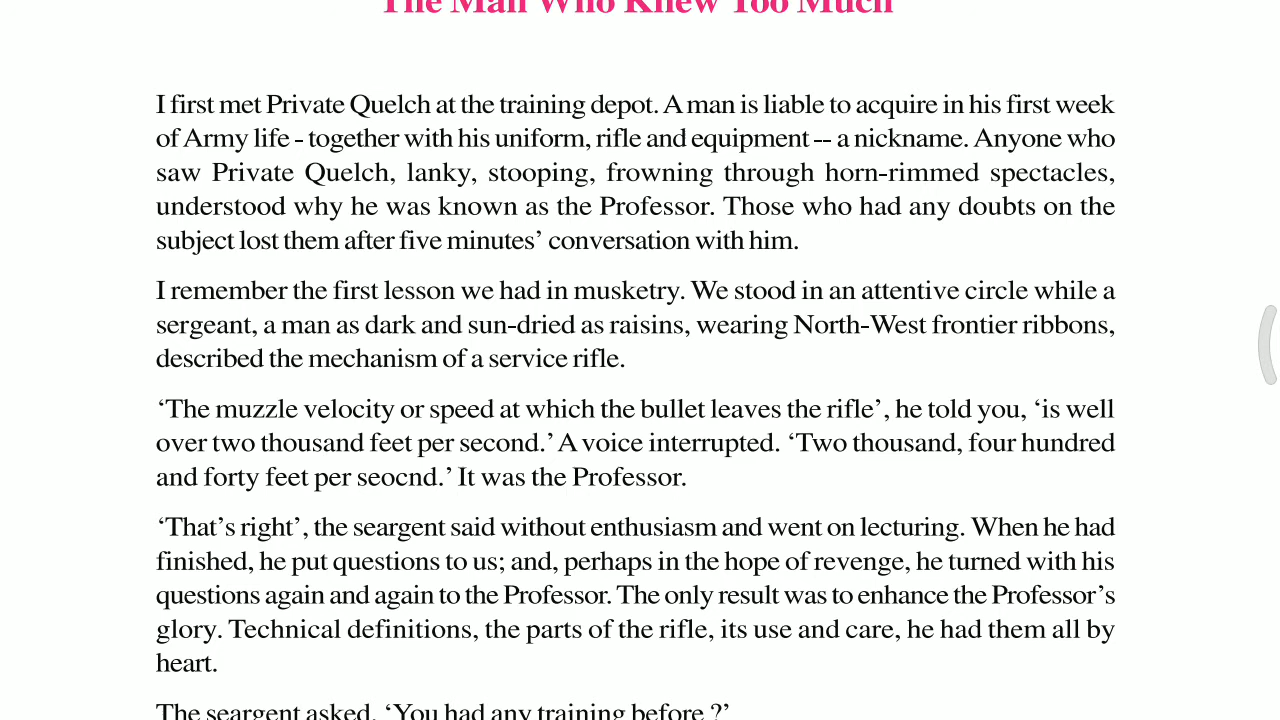 The Man Who Knew Too Much
I first met Private Quelch at the training depot. A man is liable to acquire in his first week
of Army life - together with his uniform, rifle and equipment -- a nickname. Anyone who
saw Private Quelch, lanky, stooping, frowning through horn-rimmed spectacles,
understood why he was known as the Professor. Those who had any doubts on the
subject lost them after five minutes’ conversation with him.
I remember the first lesson we had in musketry. We stood in an attentive circle while a
sergeant, a man as dark and sun-dried as raisins, wearing North-West frontier ribbons,
described the mechanism of a service rifle.
‘The muzzle velocity or speed at which the bullet leaves the rifle’, he told you, ‘is well
over two thousand feet per second.’ A voice interrupted. ‘Two thousand, four hundred
and forty feet per seocnd.’ It was the Professor.
‘That’s right’, the seargent said without enthusiasm and went on lecturing. When he had
finished, he put questions to us; and, perhaps in the hope of revenge, he turned with his
questions again and again to the Professor. The only result was to enhance the Professor’s
glory. Technical definitions, the parts of the rifle, its use and care, he had them all by
heart.
The seargent asked, ‘You had any training before ?’